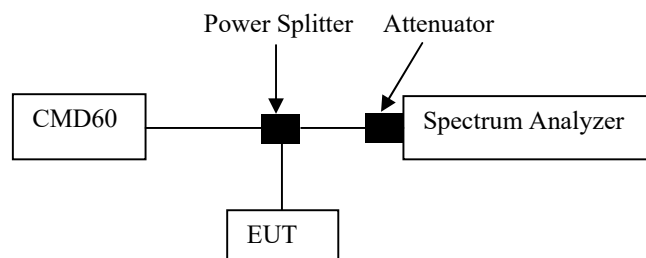 Power Splitter
Attenuator
CMD60
Spectrum Analyzer
EUT